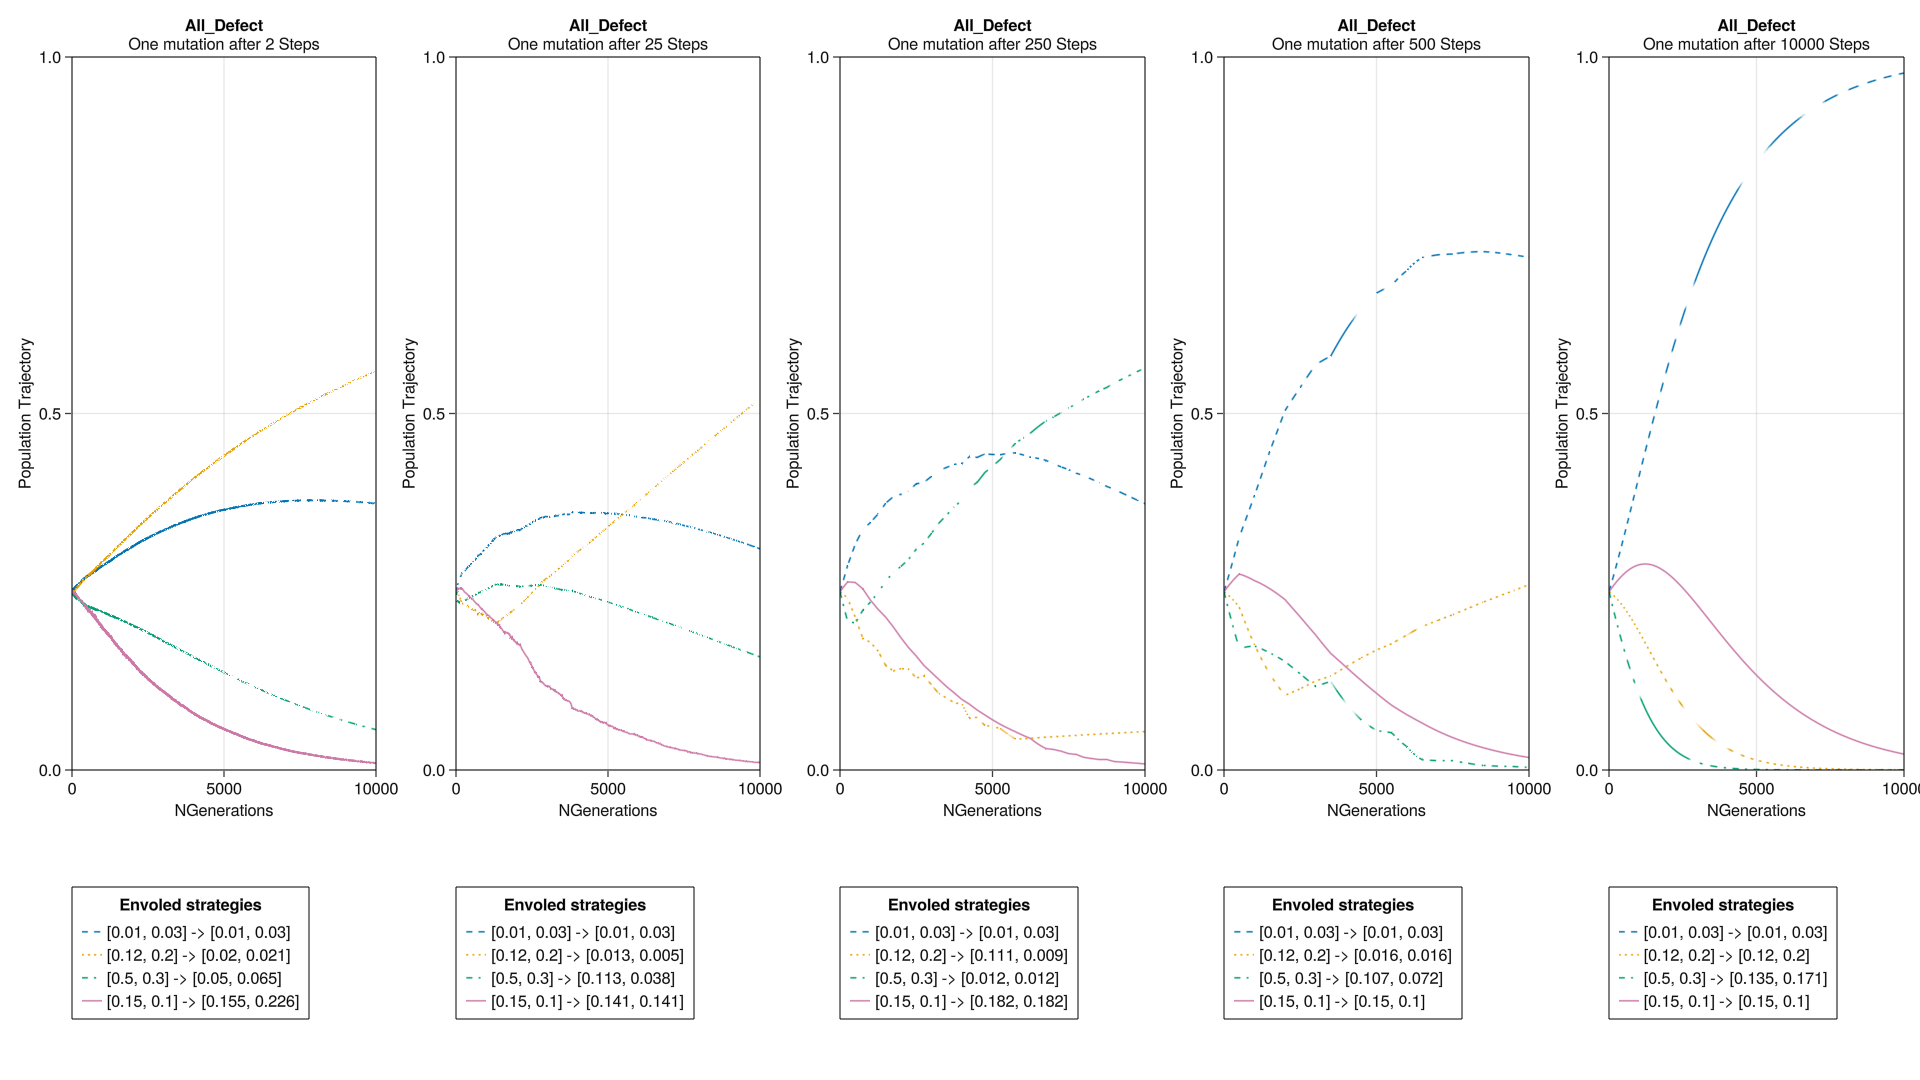 All_Defect
One mutation after 2 Steps
1.0
0.5
0.0
Population Trajectory
0
5000
10000
NGenerations
Envoled strategies
[0.01, 0.03] -> [0.01, 0.03]
[0.12, 0.2] -> [0.02, 0.021]
[0.5, 0.3] -> [0.05, 0.065]
[0.15, 0.1] -> [0.155, 0.226]
All_Defect
One mutation after 25 Steps
1.0
0.5
0.0
Population Trajectory
0
5000
10000
NGenerations
Envoled strategies
[0.01, 0.03] -> [0.01, 0.03]
[0.12, 0.2] -> [0.013, 0.005]
[0.5, 0.3] -> [0.113, 0.038]
[0.15, 0.1] -> [0.141, 0.141]
All_Defect
One mutation after 250 Steps
1.0
0.5
0.0
Population Trajectory
0
5000
10000
NGenerations
Envoled strategies
[0.01, 0.03] -> [0.01, 0.03]
[0.12, 0.2] -> [0.111, 0.009]
[0.5, 0.3] -> [0.012, 0.012]
[0.15, 0.1] -> [0.182, 0.182]
All_Defect
One mutation after 500 Steps
1.0
0.5
0.0
Population Trajectory
0
5000
10000
NGenerations
Envoled strategies
[0.01, 0.03] -> [0.01, 0.03]
[0.12, 0.2] -> [0.016, 0.016]
[0.5, 0.3] -> [0.107, 0.072]
[0.15, 0.1] -> [0.15, 0.1]
All_Defect
One mutation after 10000 Steps
1.0
0.5
0.0
Population Trajectory
0
5000
10000
NGenerations
Envoled strategies
[0.01, 0.03] -> [0.01, 0.03]
[0.12, 0.2] -> [0.12, 0.2]
[0.5, 0.3] -> [0.135, 0.171]
[0.15, 0.1] -> [0.15, 0.1]